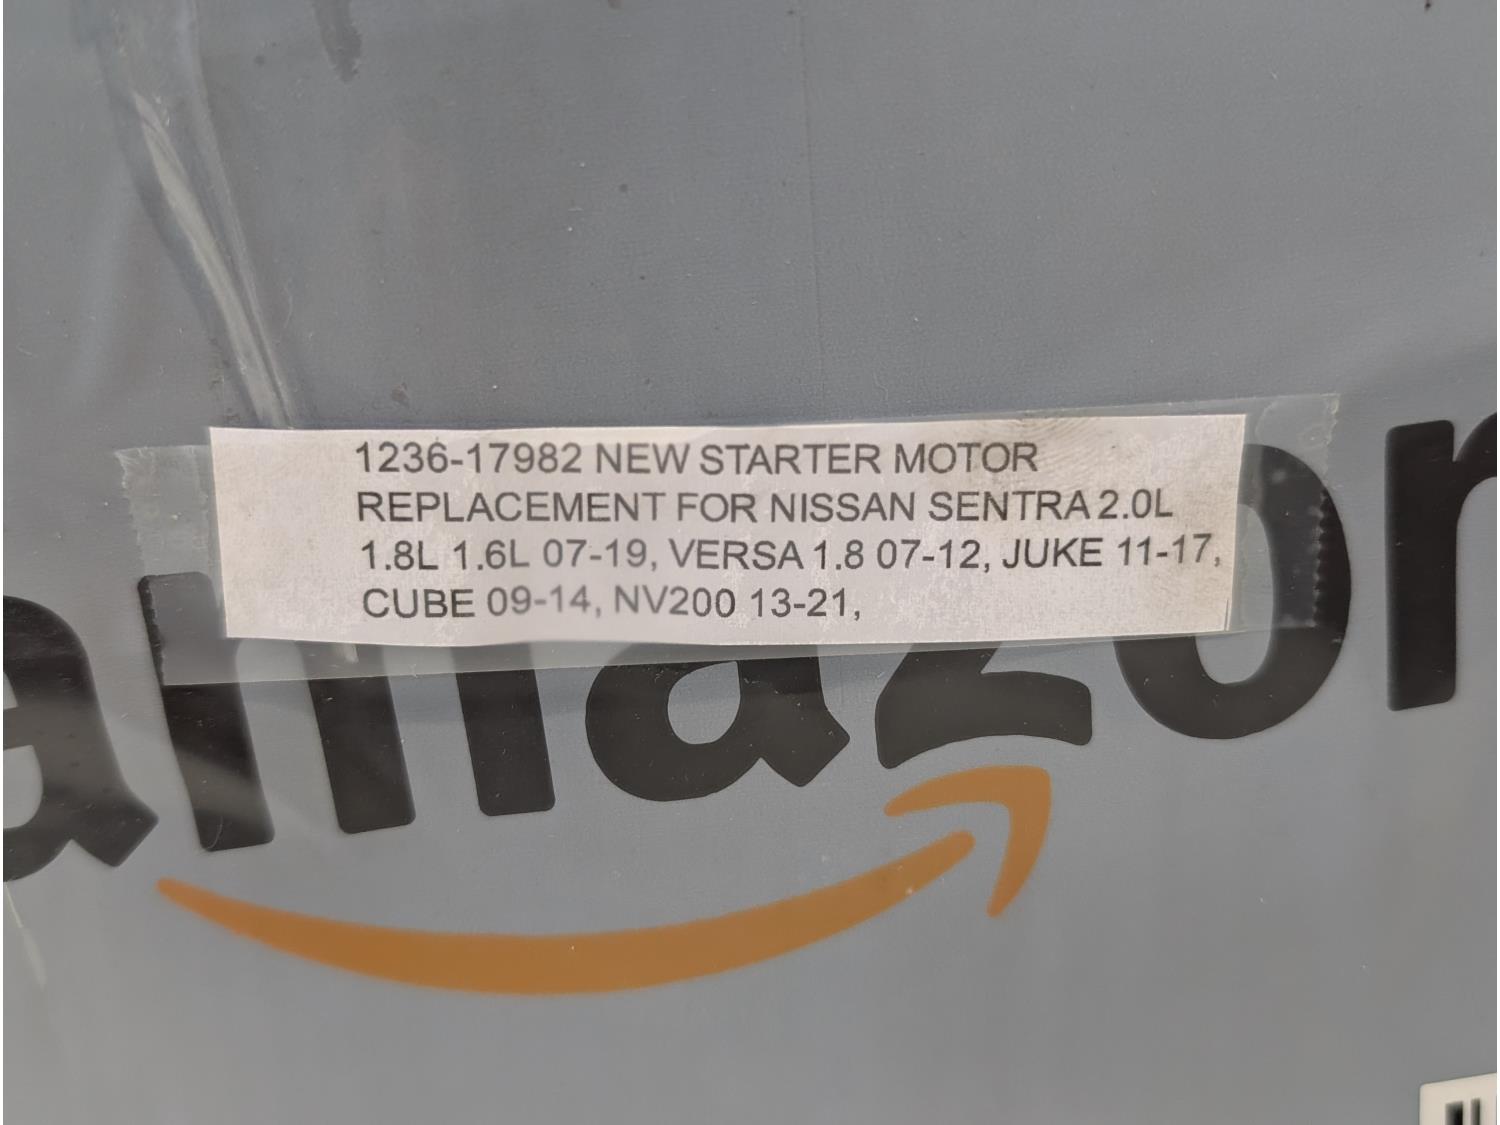 1236-17982 NEW STARTER MOTOR
REPLACEMENT FOR NISSAN SENTRA 2.0L
1.8L 1.6L 07-19, VERSA 1.8 07-12, JUKE 11-17,
CUBE 09-14, NV200 13-21,
amazon